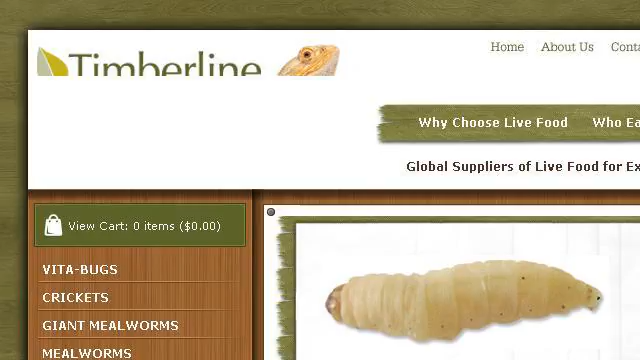 Timberline
Home About Us
Why Choose Live Food Who
Global Suppliers of Live Food for
View Cart: 0 items ($0.00)
VITA-BUGS
CRICKETS
GIANT MEALWORMS
MEALWORMS